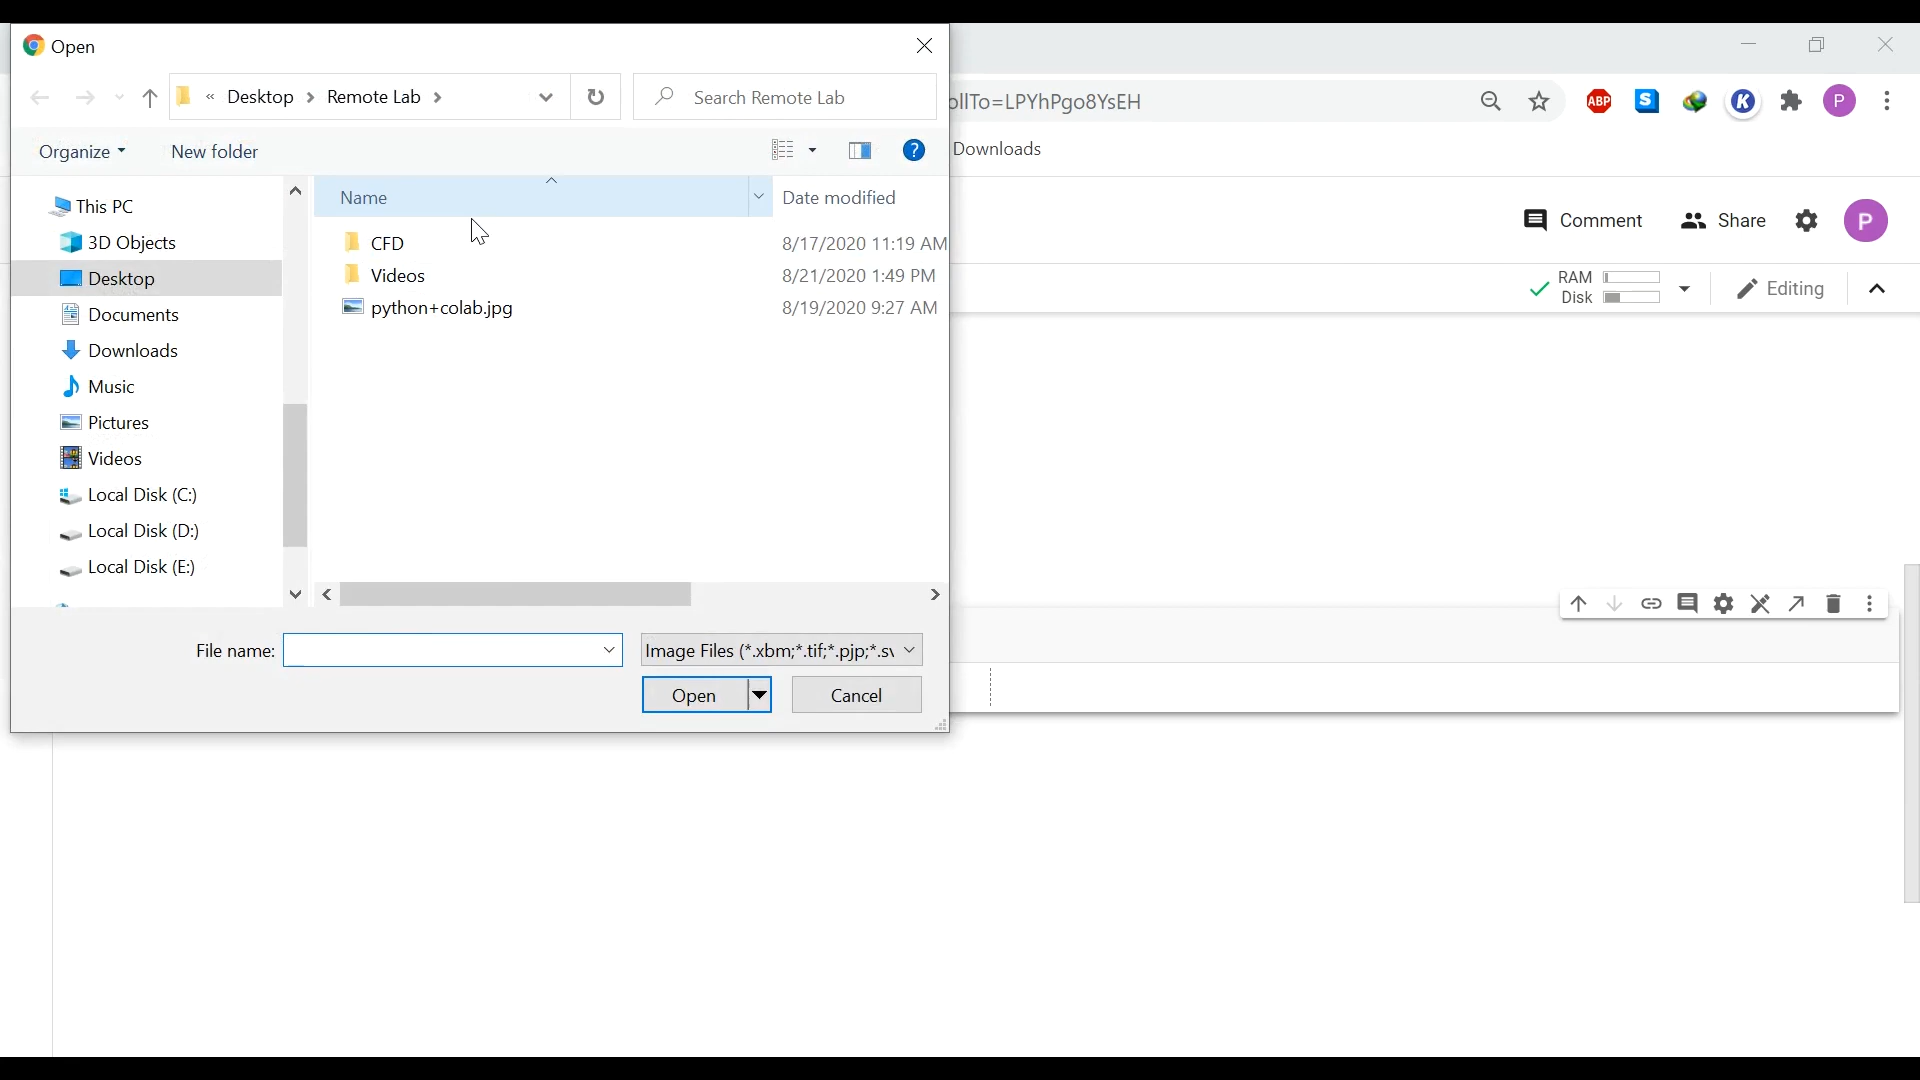 Open
« Desktop > Remote Lab >
Search Remote Lab
ollTo=LPYhPgo8YsEH
ABP
S
K
P
Organize
New folder
?
Downloads
This PC
3D Objects
Desktop
Documents
Downloads
Music
Pictures
Videos
Local Disk (C:)
Local Disk (D:)
Local Disk (E:)
Name
Date modified
CFD
8/17/2020 11:19 AM
Videos
8/21/2020 1:49 PM
python+colab.jpg
8/19/2020 9:27 AM
Comment
Share
P
RAM
Disk
Editing
File name:
Image Files (*.xbm;*.tif;*.pjp;*.sv
Open
Cancel